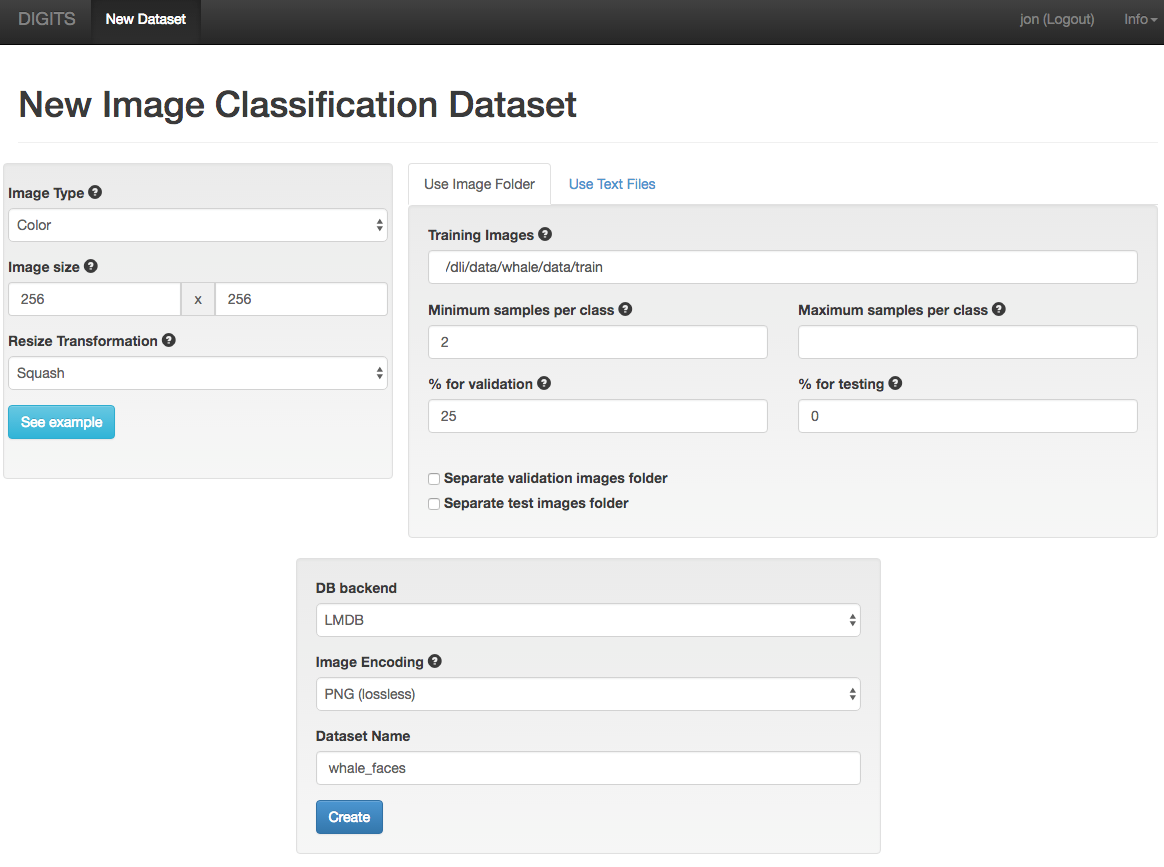 DIGITS New Dataset jon (Logout) Info
New Image Classification Dataset
Image Type
Color
Image size
256 x 256
Resize Transformation
Squash
See example
Use Image Folder Use Text Files
Training Images
/dli/data/whale/data/train
Minimum samples per class Maximum samples per class
2
% for validation % for testing
25 0
Separate validation images folder
Separate test images folder
DB backend
LMDB
Image Encoding
PNG (lossless)
Dataset Name
whale_faces
Create